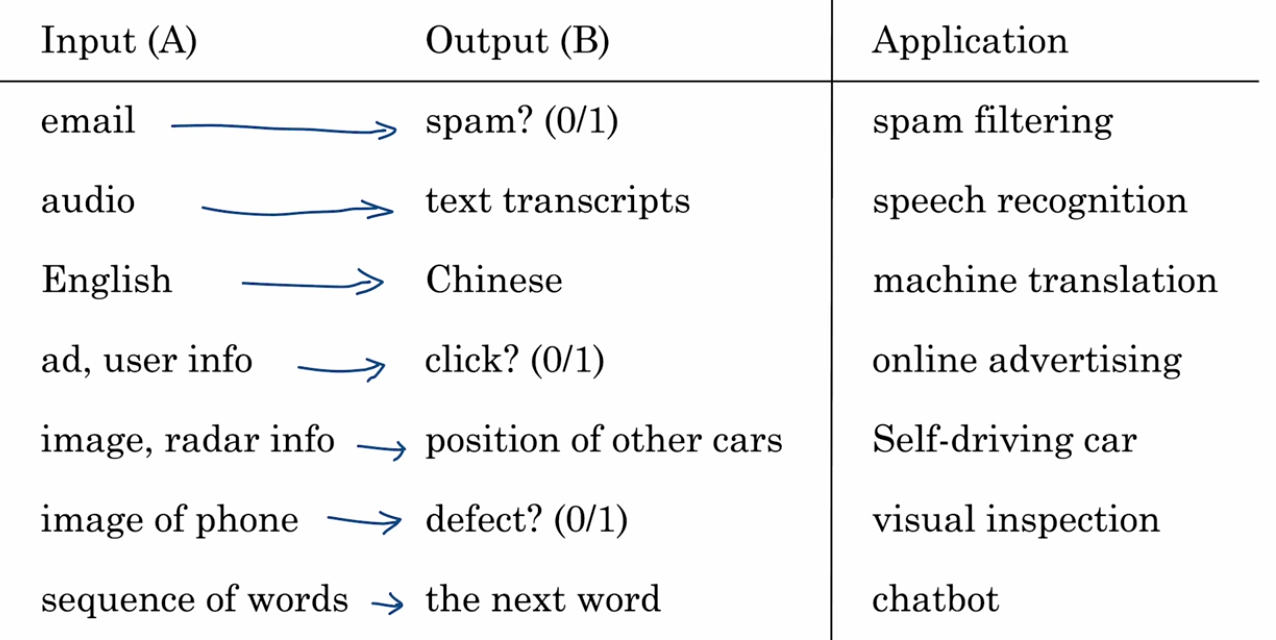 Input (A) Output (B) Application
email spam? (0/1) spam filtering
audio text transcripts speech recognition
English Chinese machine translation
ad, user info click? (0/1) online advertising
image, radar info position of other cars Self-driving car
image of phone defect? (0/1) visual inspection
sequence of words the next word chatbot